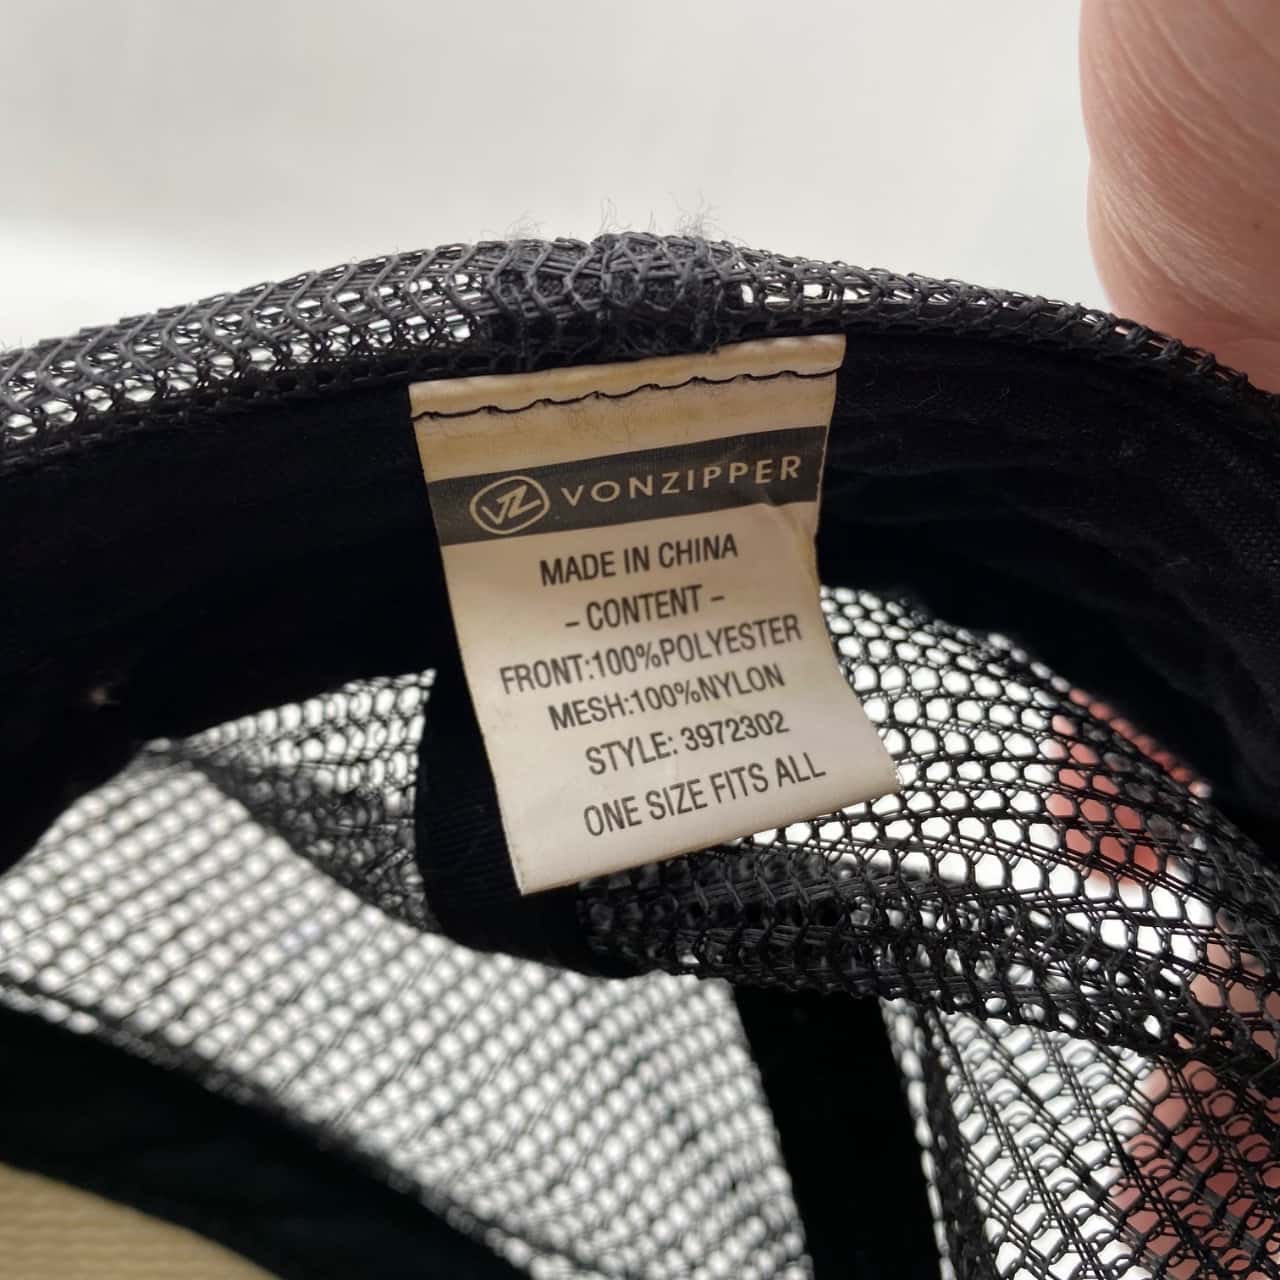 VZ VONZIPPER
MADE IN CHINA
- CONTENT -
FRONT:100%POLYESTER
MESH:100%NYLON
STYLE: 3972302
ONE SIZE FITS ALL